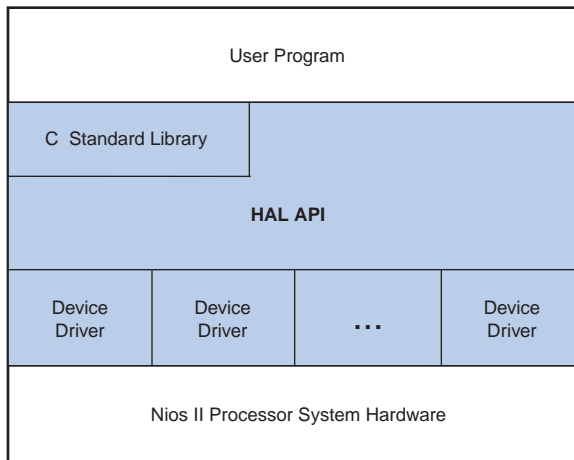 User Program
C Standard Library
HAL API
Device
Driver
Device
Driver
...
Device
Driver
Nios II Processor System Hardware